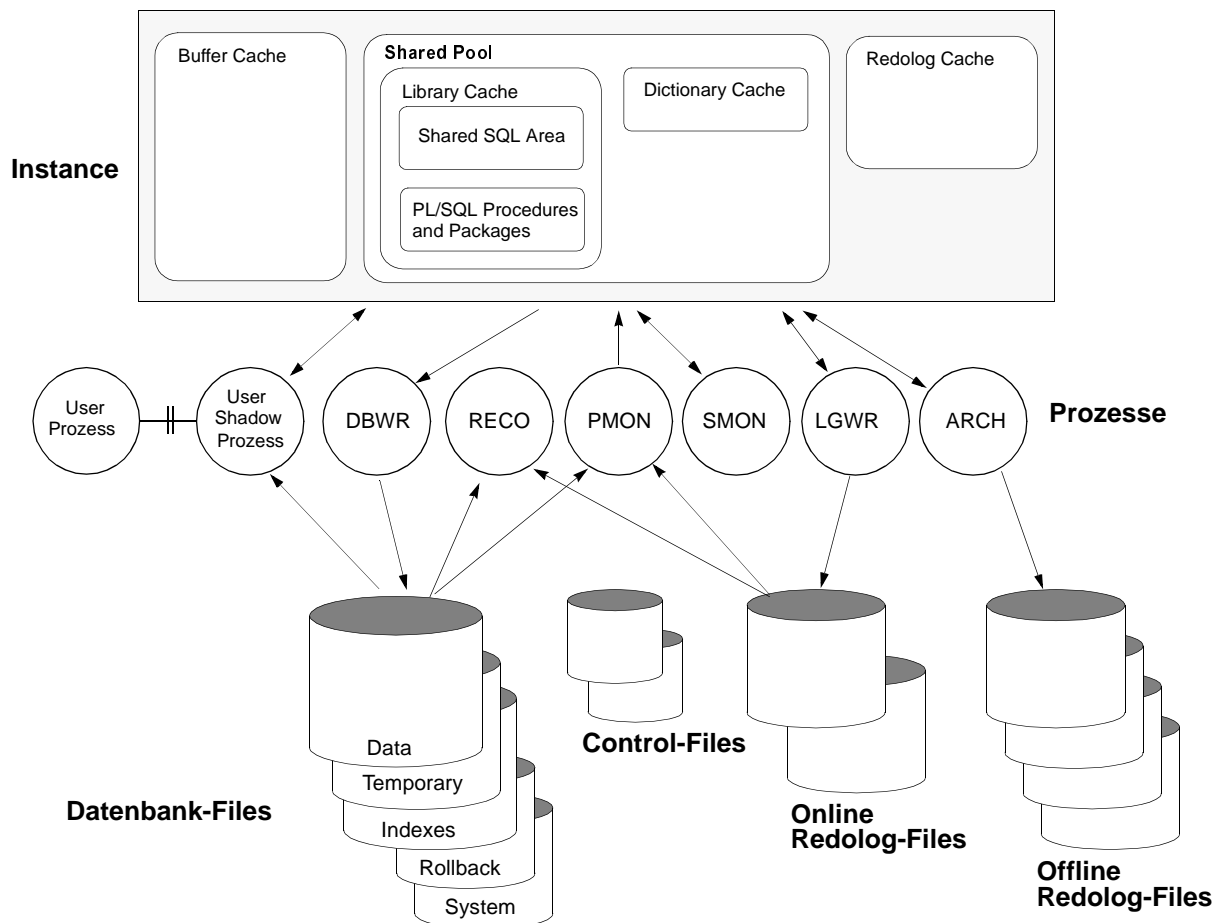 Buffer Cache
Shared Pool
Redolog Cache
Library Cache
Dictionary Cache
Shared SQL Area
Instance
PL/SQL Procedures
and Packages
User
Prozess
User
Shadow
Prozess
DBWR
RECO
PMON
SMON
LGWR
ARCH
Prozesse
Data
Temporary
Indexes
Rollback
System
Datenbank-Files
Control-Files
Online
Redolog-Files
Offline
Redolog-Files